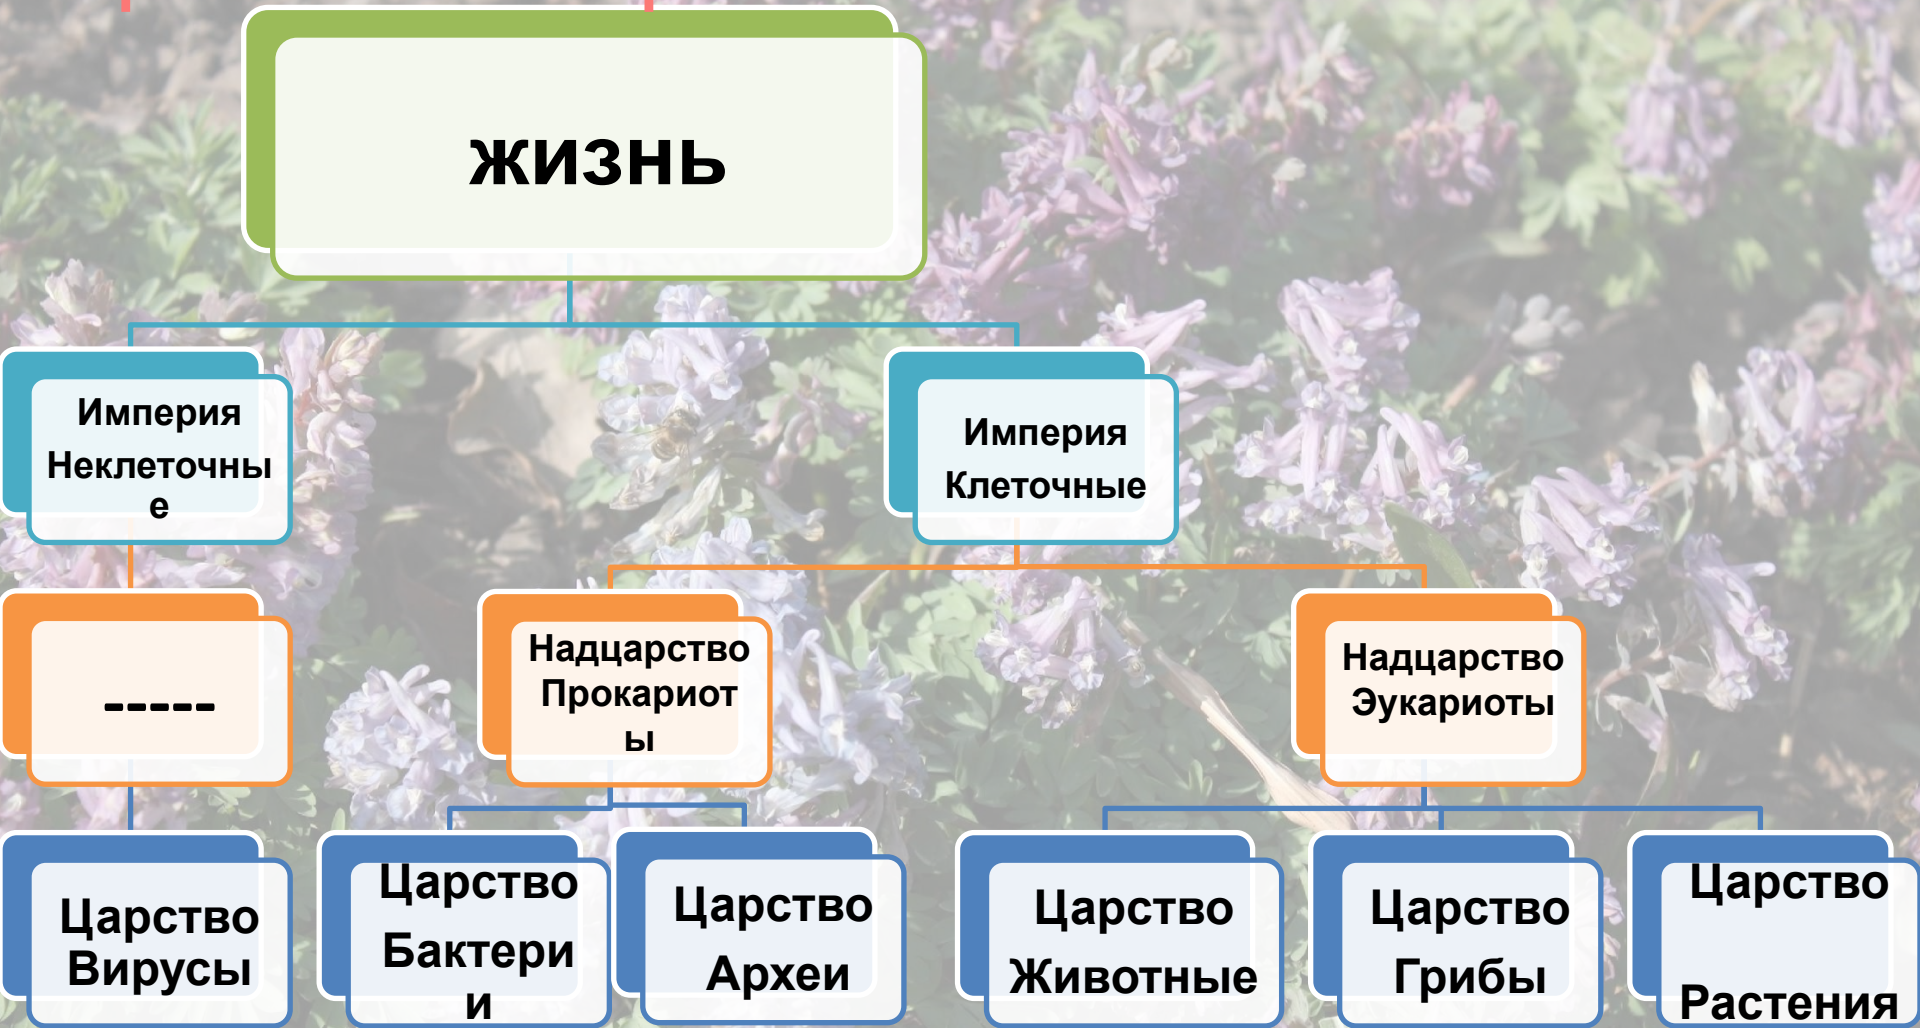 жизнь
Империя
Неклеточны
е
Империя
Клеточные
-----
Надцарство
Прокариот
ы
Надцарство
Эукариоты
Царство
Вирусы
Царство
Бактери
и
Царство
Археи
Царство
Животные
Царство
Грибы
Царство
Растения